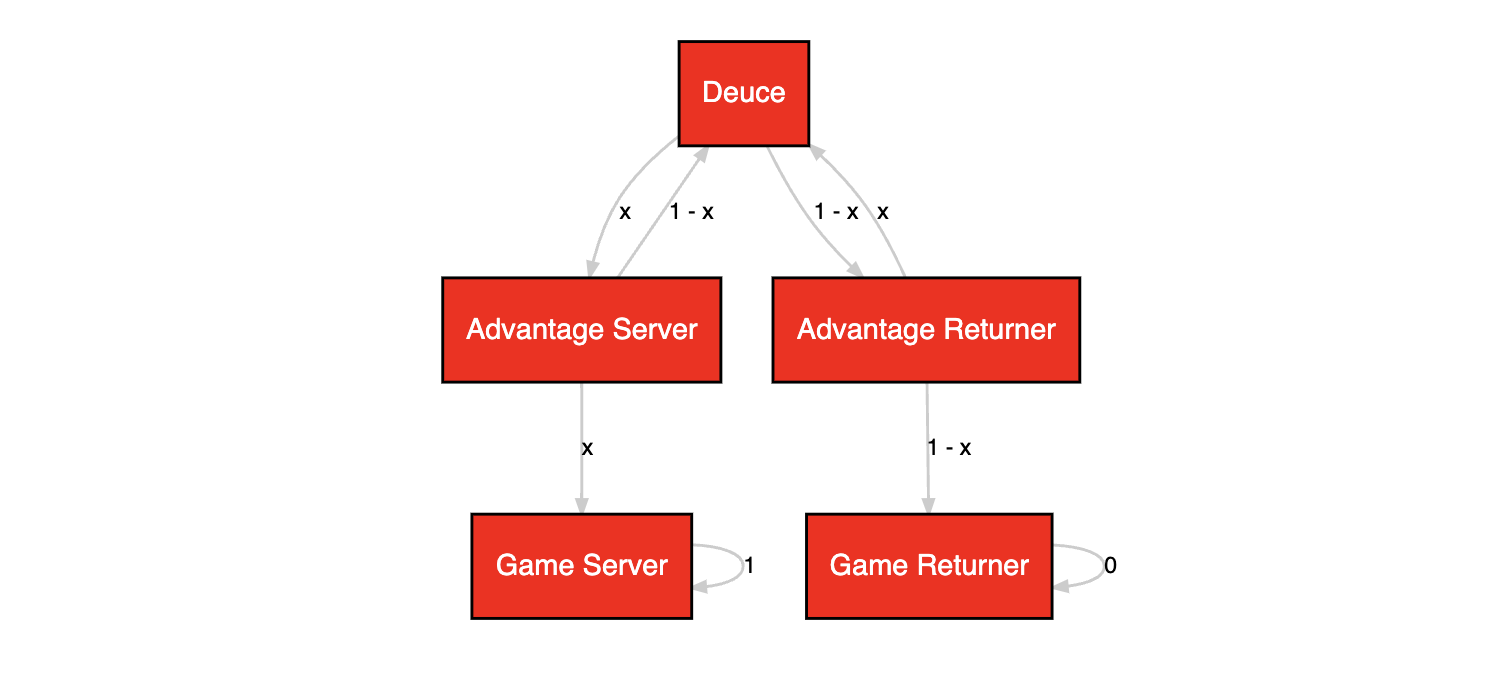 Deuce
x
1 - x
1 - x
x
Advantage Server
Advantage Returner
x
1 - x
Game Server
1
Game Returner
0